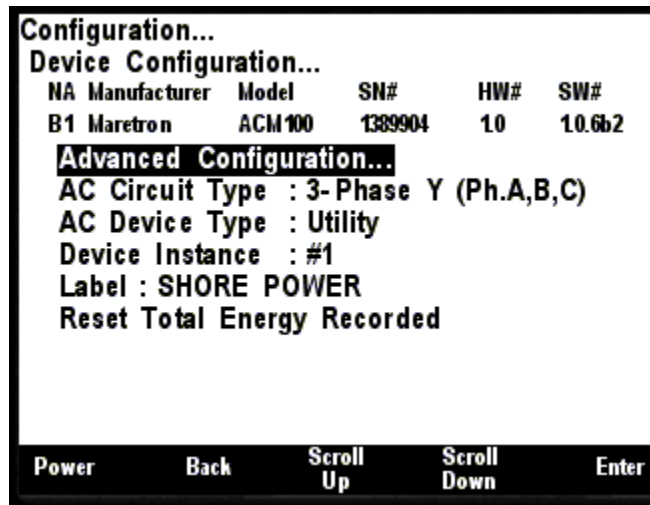 Configuration...
Device Configuration...
NA Manufacturer Model SN# HW# SW#
B1 Maretron ACM100 1389904 1.0 1.0.6b2
Advanced Configuration...
AC Circuit Type : 3-Phase Y (Ph.A,B,C)
AC Device Type : Utility
Device Instance : #1
Label : SHORE POWER
Reset Total Energy Recorded
Power Back Scroll Up Scroll Down Enter